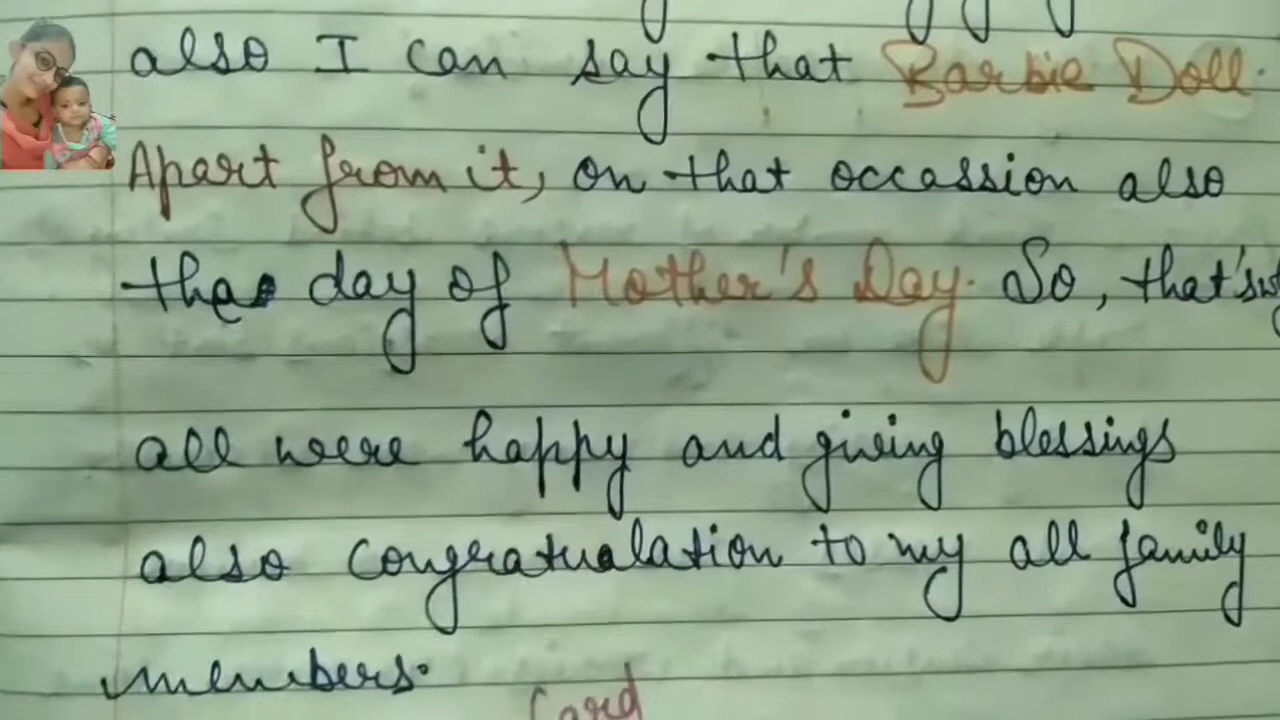 also I can say that Barbie Doll.
Apart from it, on that occassion also
the day of Mother's Day. So, that's
all were happy and giving blessings
also congratualation to my all family
members.
Card